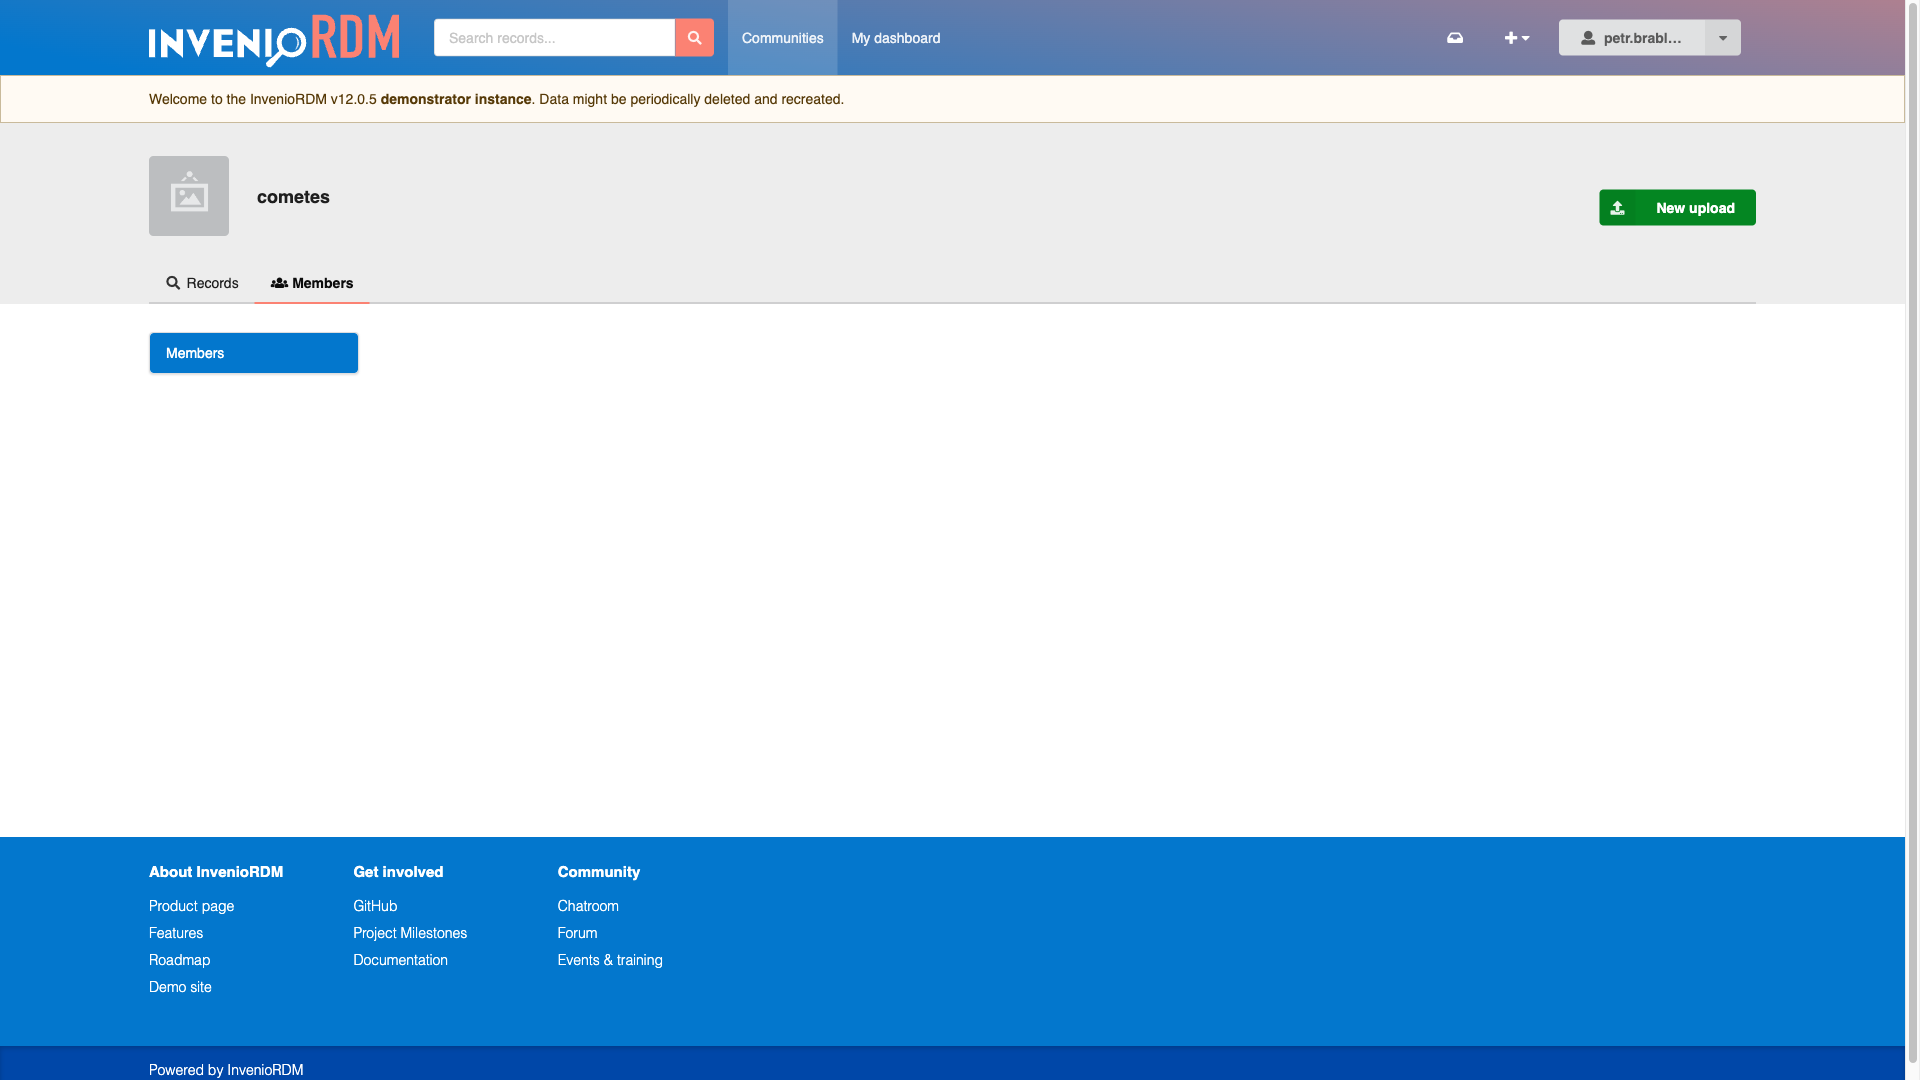 INVENIO RDM
Search records...
Communities
My dashboard
petr.brabl...
Welcome to the InvenioRDM v12.0.5 demonstrator instance. Data might be periodically deleted and recreated.
cometes
New upload
Records
Members
Members
About InvenioRDM
Product page
Features
Roadmap
Demo site
Get involved
GitHub
Project Milestones
Documentation
Community
Chatroom
Forum
Events & training
Powered by InvenioRDM